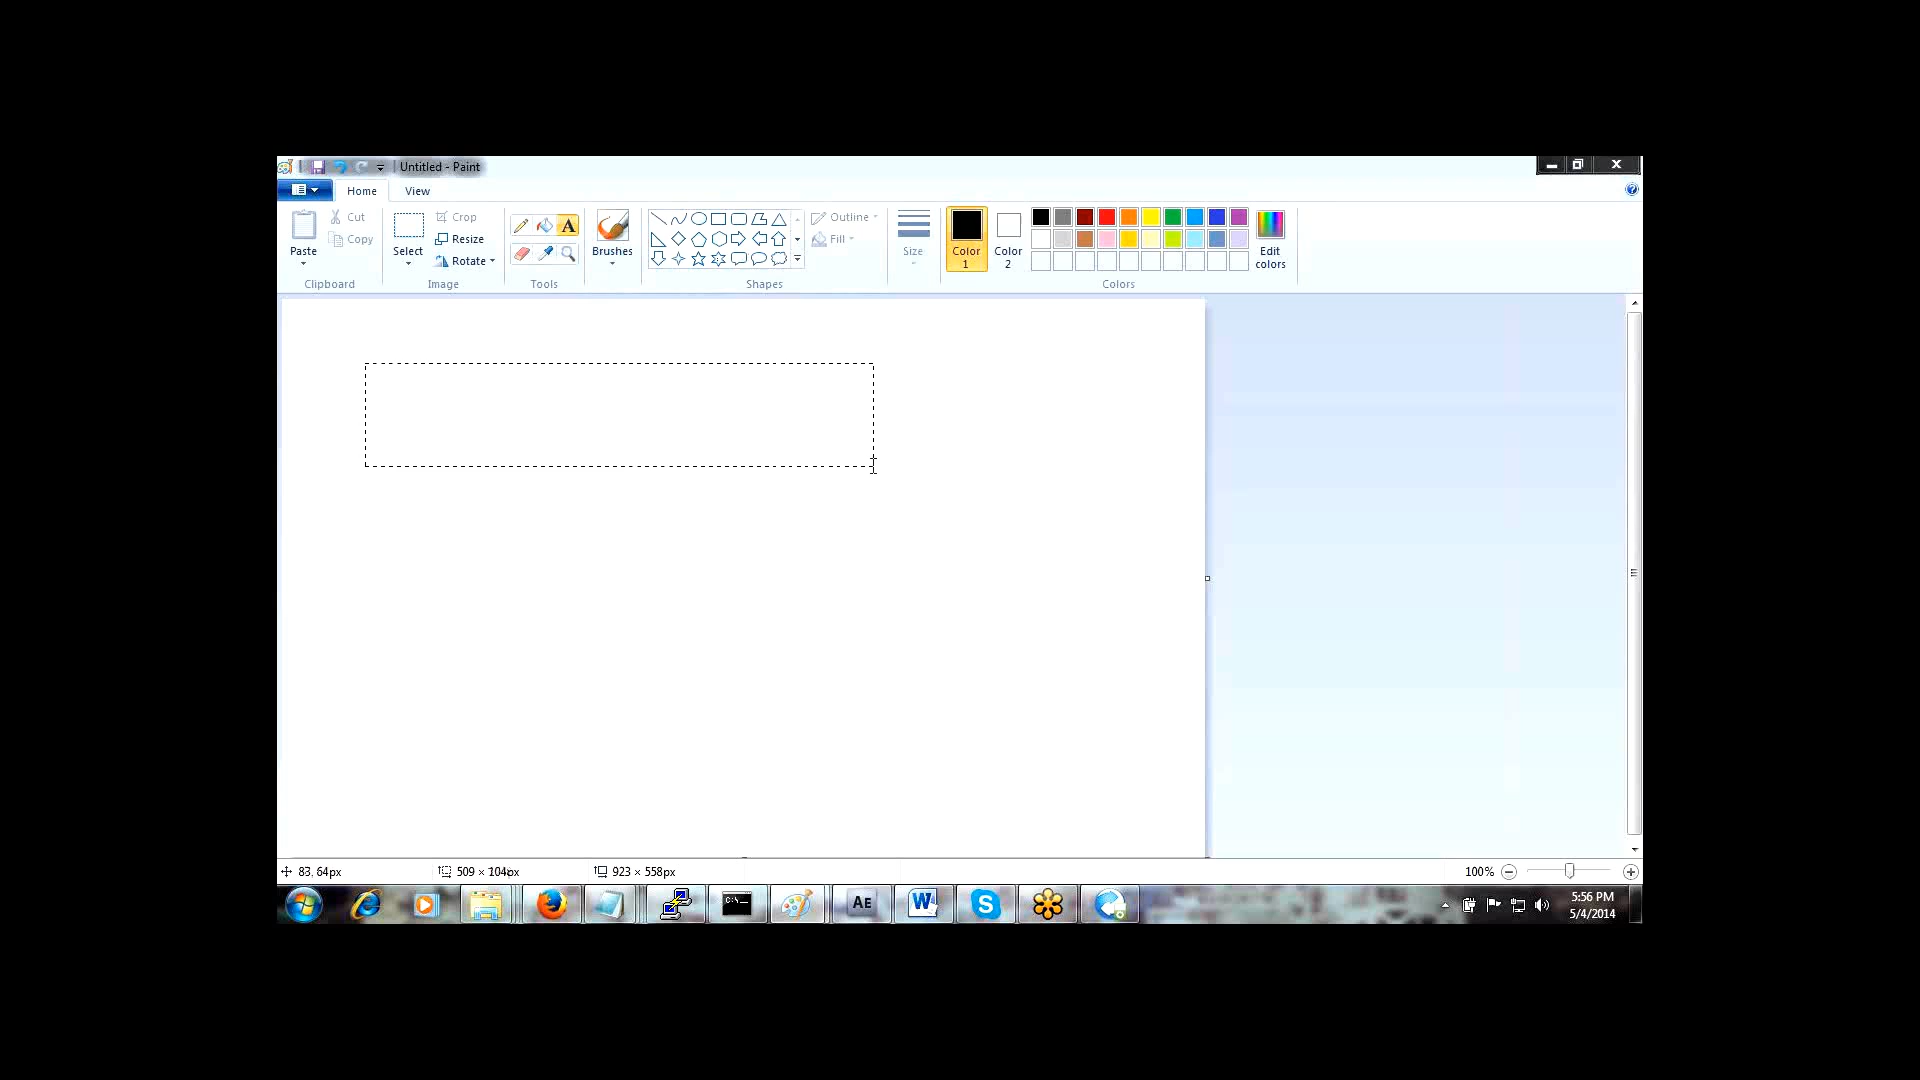 Untitled - Paint
Home View
Cut
Copy
Paste
Clipboard
Select
Crop
Resize
Rotate
Image
A
Tools
Brushes
Shapes
Outline
Fill
Size
Color 1
Color 2
Edit colors
Colors
83, 64px
509 × 104px
923 × 558px
100%
C:\_
AE
W
S
5:56 PM
5/4/2014